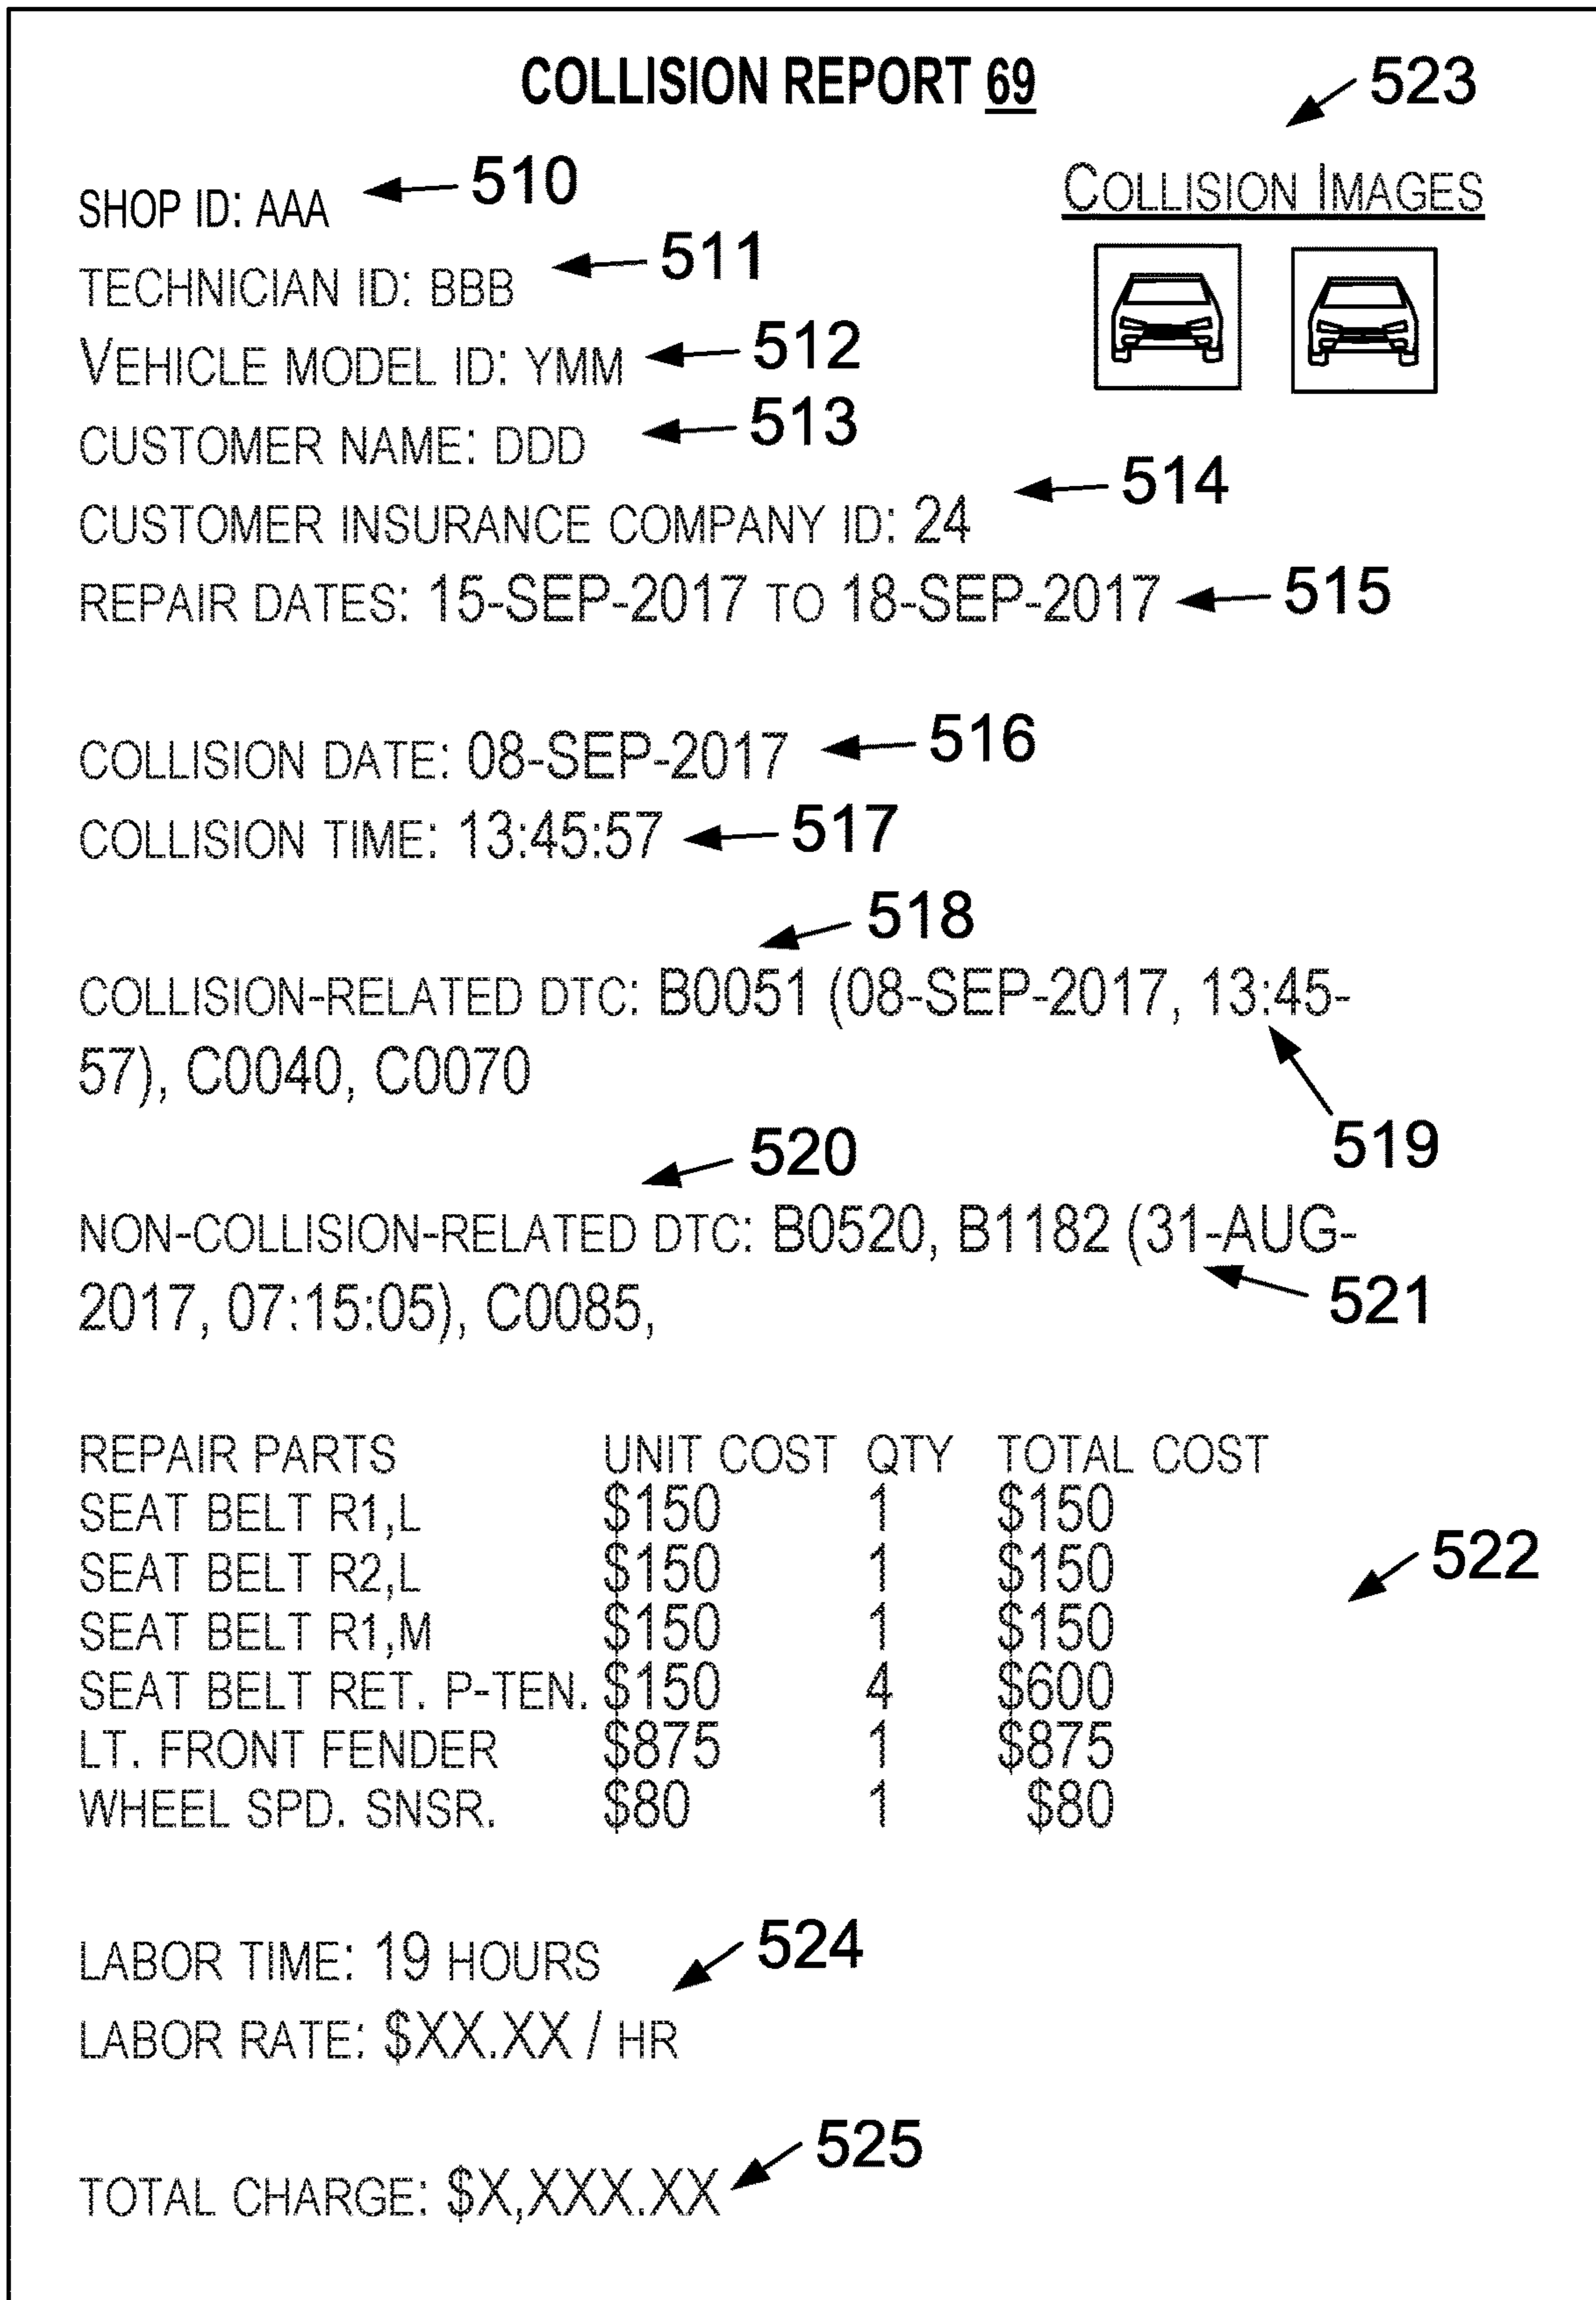 COLLISION REPORT 69
523
SHOP ID: AAA 510
COLLISION IMAGES
TECHNICIAN ID: BBB 511
VEHICLE MODEL ID: YMM 512
CUSTOMER NAME: DDD 513
514
CUSTOMER INSURANCE COMPANY ID: 24
REPAIR DATES: 15-SEP-2017 TO 18-SEP-2017 515
COLLISION DATE: 08-SEP-2017 516
COLLISION TIME: 13:45:57 517
518
COLLISION-RELATED DTC: B0051 (08-SEP-2017, 13:45-
57), C0040, C0070
519
520
NON-COLLISION-RELATED DTC: B0520, B1182 (31-AUG-
2017, 07:15:05), C0085,
521
REPAIR PARTS UNIT COST QTY TOTAL COST
SEAT BELT R1,L $150 1 $150
SEAT BELT R2,L $150 1 $150
522
SEAT BELT R1,M $150 1 $150
SEAT BELT RET. P-TEN. $150 4 $600
LT. FRONT FENDER $875 1 $875
WHEEL SPD. SNSR. $80 1 $80
LABOR TIME: 19 HOURS
524
LABOR RATE: $XX.XX / HR
525
TOTAL CHARGE: $X,XXX.XX